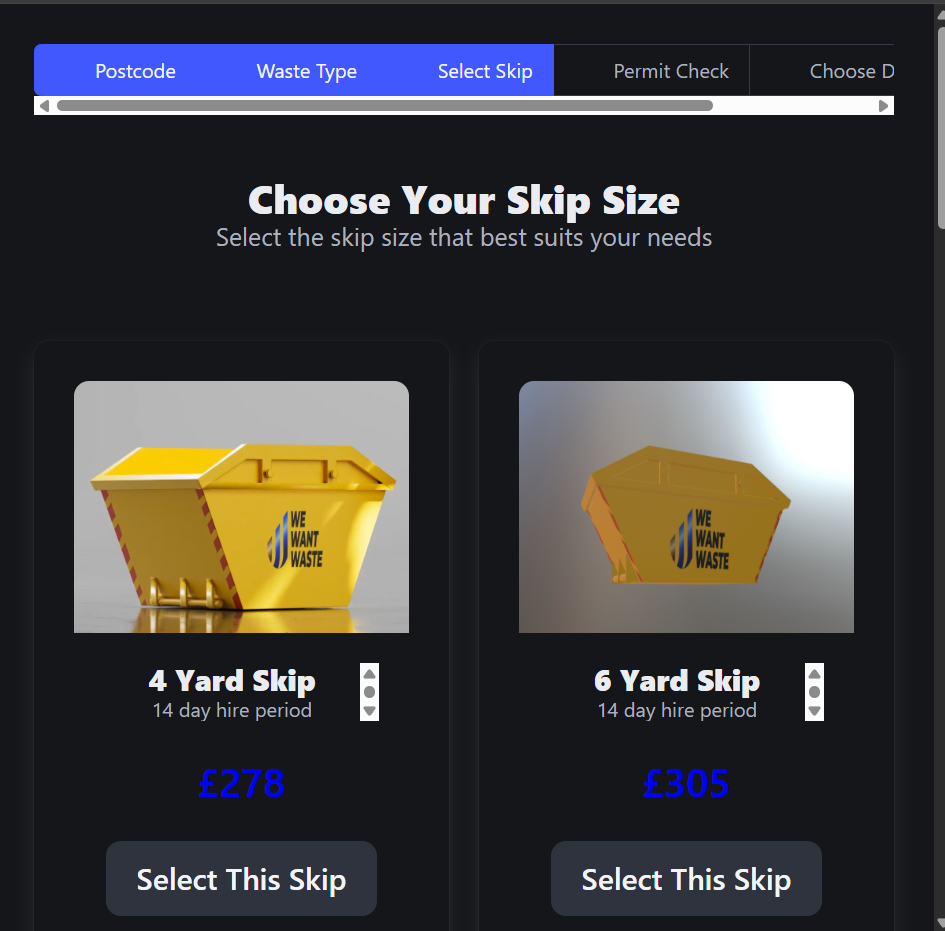 Postcode
Waste Type
Select Skip
Permit Check
Choose D
Choose Your Skip Size
Select the skip size that best suits your needs
WE
WANT
WASTE
WE
WANT
WASTE
4 Yard Skip
14 day hire period
6 Yard Skip
14 day hire period
£278
£305
Select This Skip
Select This Skip